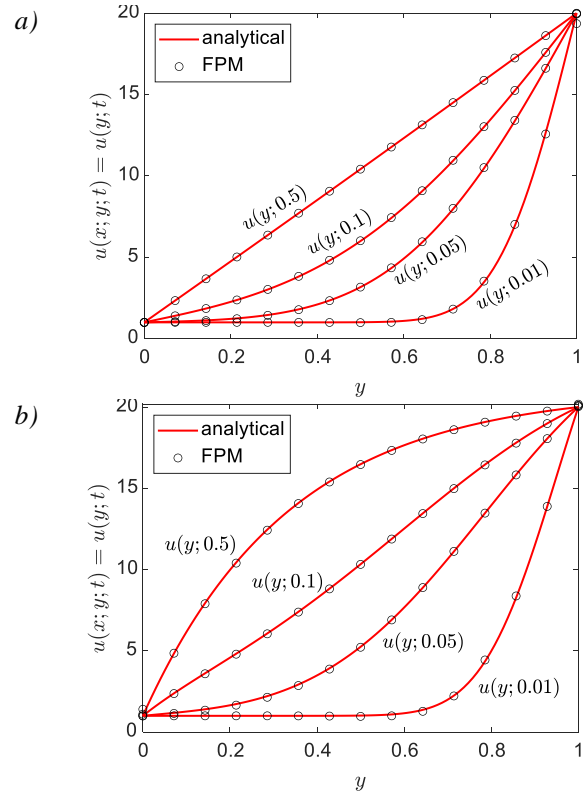 a)
20
15
10
5
0
u(x; y; t) = u(y; t)
analytical
FPM
u(y; 0.5)
u(y; 0.1)
u(y; 0.05)
u(y; 0.01)
0 0.2 0.4 0.6 0.8 1
y
b)
20
15
10
5
0
u(x; y; t) = u(y; t)
analytical
FPM
u(y; 0.5)
u(y; 0.1)
u(y; 0.05)
u(y; 0.01)
0 0.2 0.4 0.6 0.8 1
y